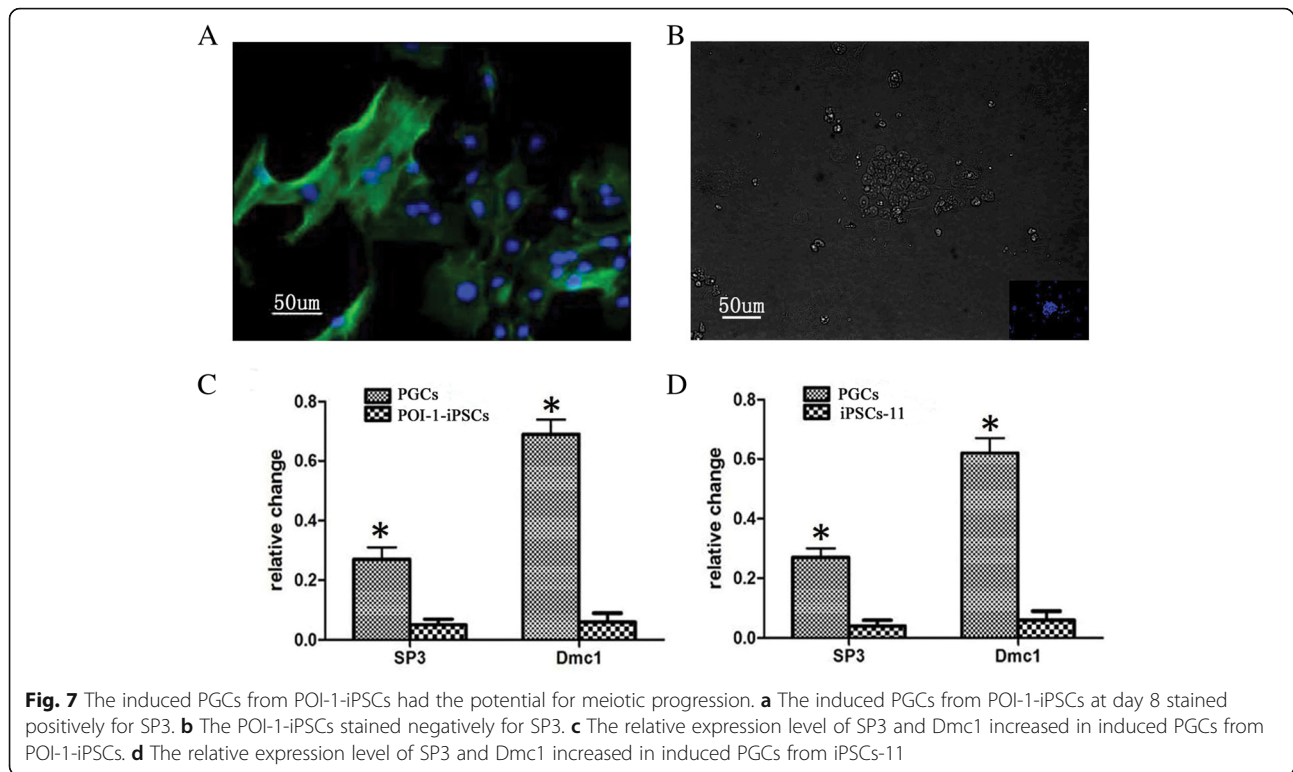 A
B
50um
50um
C
PGCs
POI-1-iPSCs
relative change
0.8
0.6
0.4
0.2
0.0
*
*
SP3
Dmc1
D
PGCs
iPSCs-11
relative change
0.8
0.6
0.4
0.2
0.0
*
*
SP3
Dmc1
Fig. 7 The induced PGCs from POI-1-iPSCs had the potential for meiotic progression. a The induced PGCs from POI-1-iPSCs at day 8 stained
positively for SP3. b The POI-1-iPSCs stained negatively for SP3. c The relative expression level of SP3 and Dmc1 increased in induced PGCs from
POI-1-iPSCs. d The relative expression level of SP3 and Dmc1 increased in induced PGCs from iPSCs-11